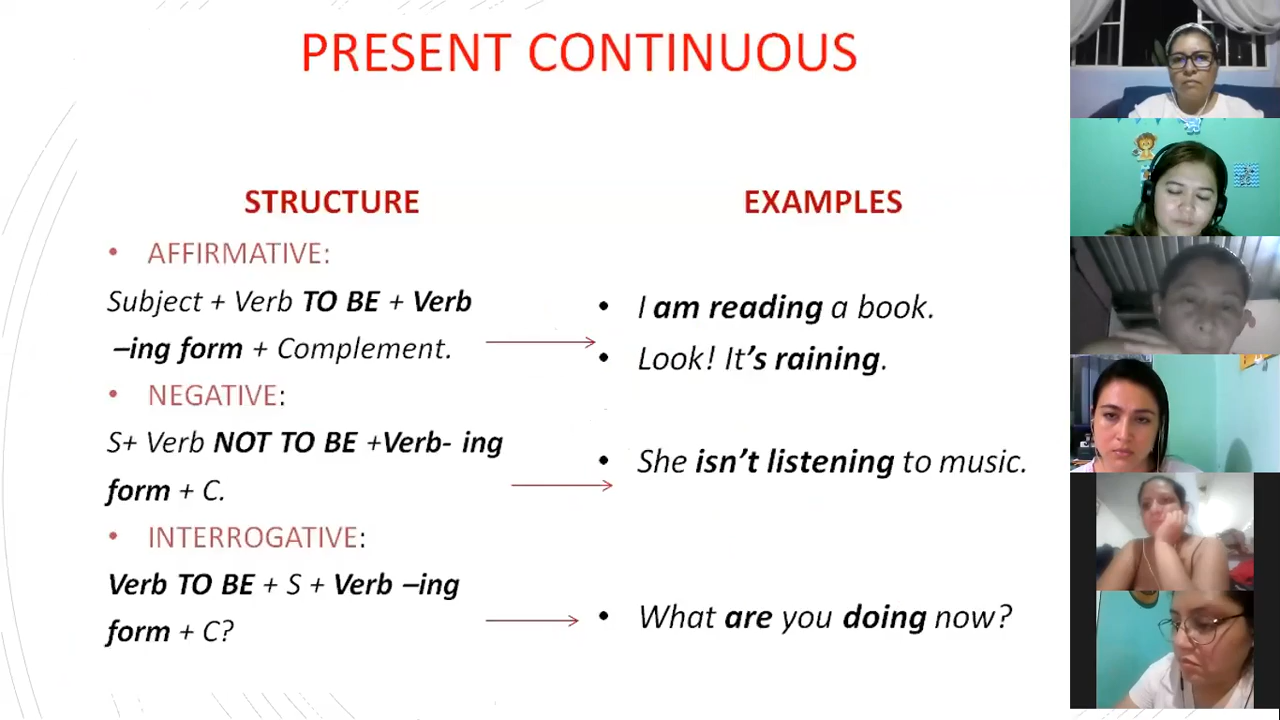 PRESENT CONTINUOUS
STRUCTURE
• AFFIRMATIVE:
Subject + Verb TO BE + Verb
–ing form + Complement.
• NEGATIVE:
S+ Verb NOT TO BE +Verb- ing
form + C.
• INTERROGATIVE:
Verb TO BE + S + Verb –ing
form + C?
EXAMPLES
• I am reading a book.
• Look! It’s raining.
• She isn’t listening to music.
• What are you doing now?